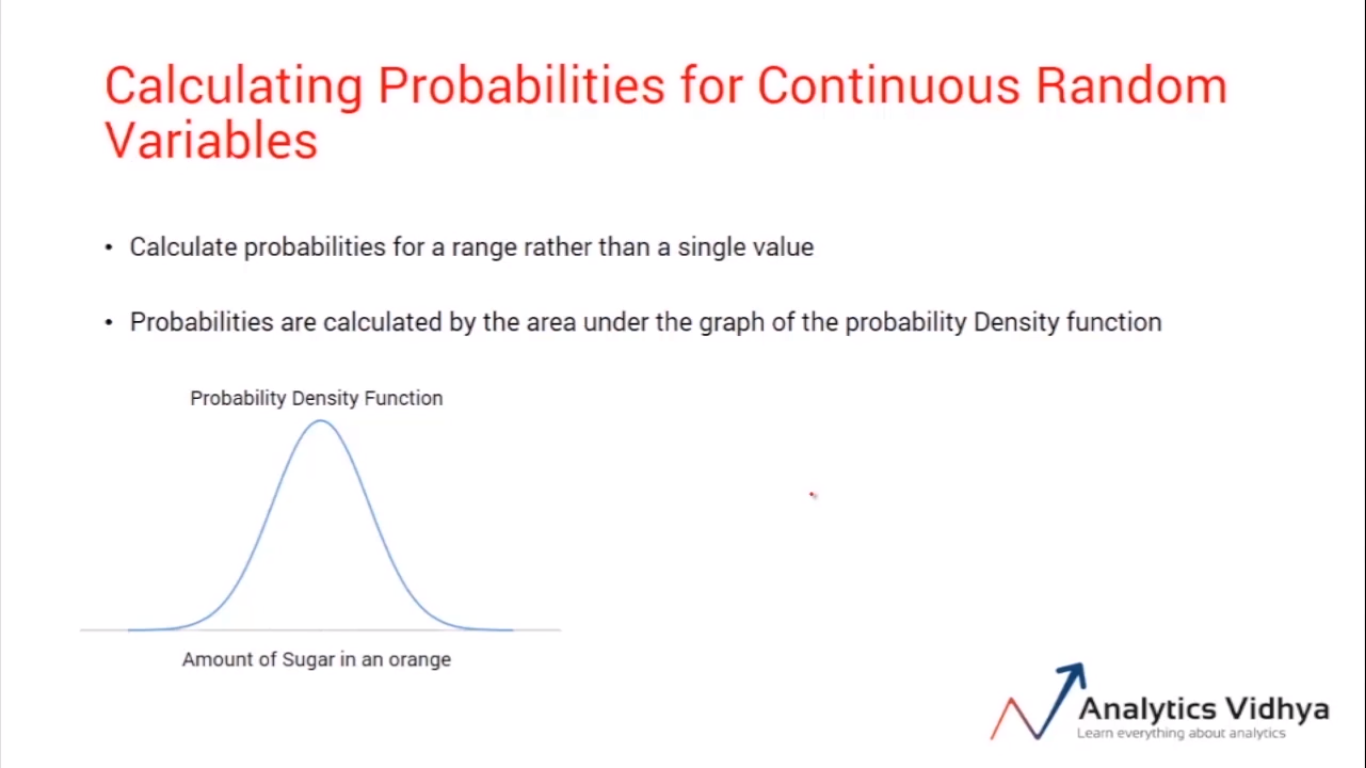 Calculating Probabilities for Continuous Random
Variables
• Calculate probabilities for a range rather than a single value
• Probabilities are calculated by the area under the graph of the probability Density function
Probability Density Function
Amount of Sugar in an orange
Analytics Vidhya
Learn everything about analytics